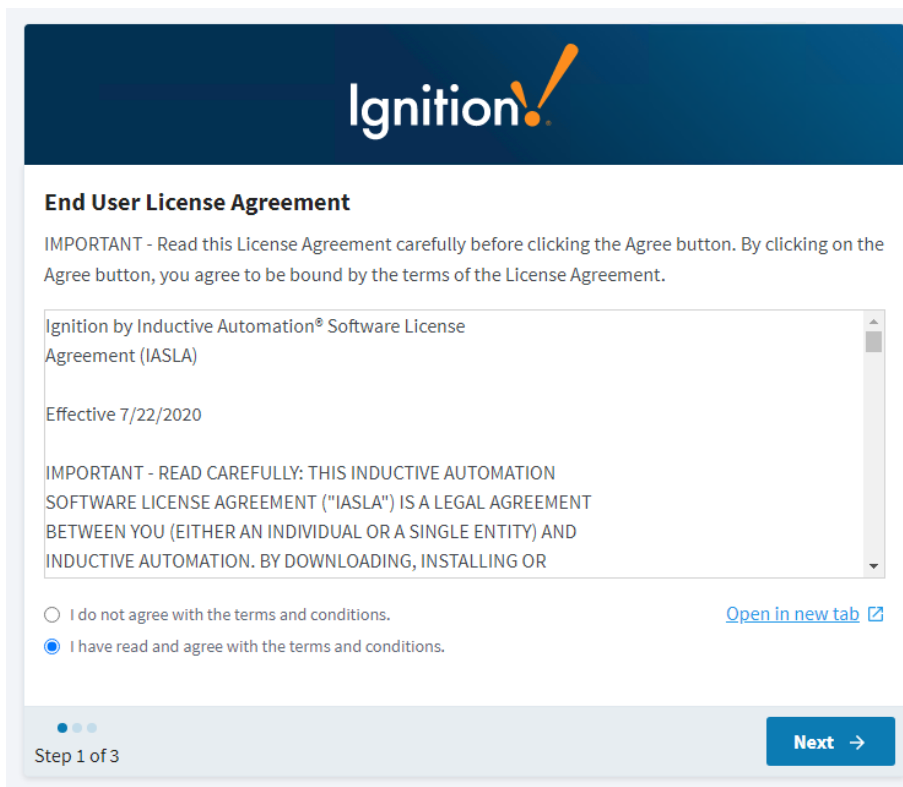 Ignition!
End User License Agreement
IMPORTANT - Read this License Agreement carefully before clicking the Agree button. By clicking on the
Agree button, you agree to be bound by the terms of the License Agreement.
Ignition by Inductive Automation® Software License
Agreement (IASLA)
Effective 7/22/2020
IMPORTANT - READ CAREFULLY: THIS INDUCTIVE AUTOMATION
SOFTWARE LICENSE AGREEMENT ("IASLA") IS A LEGAL AGREEMENT
BETWEEN YOU (EITHER AN INDIVIDUAL OR A SINGLE ENTITY) AND
INDUCTIVE AUTOMATION. BY DOWNLOADING, INSTALLING OR
I do not agree with the terms and conditions.
Open in new tab
I have read and agree with the terms and conditions.
Step 1 of 3
Next →